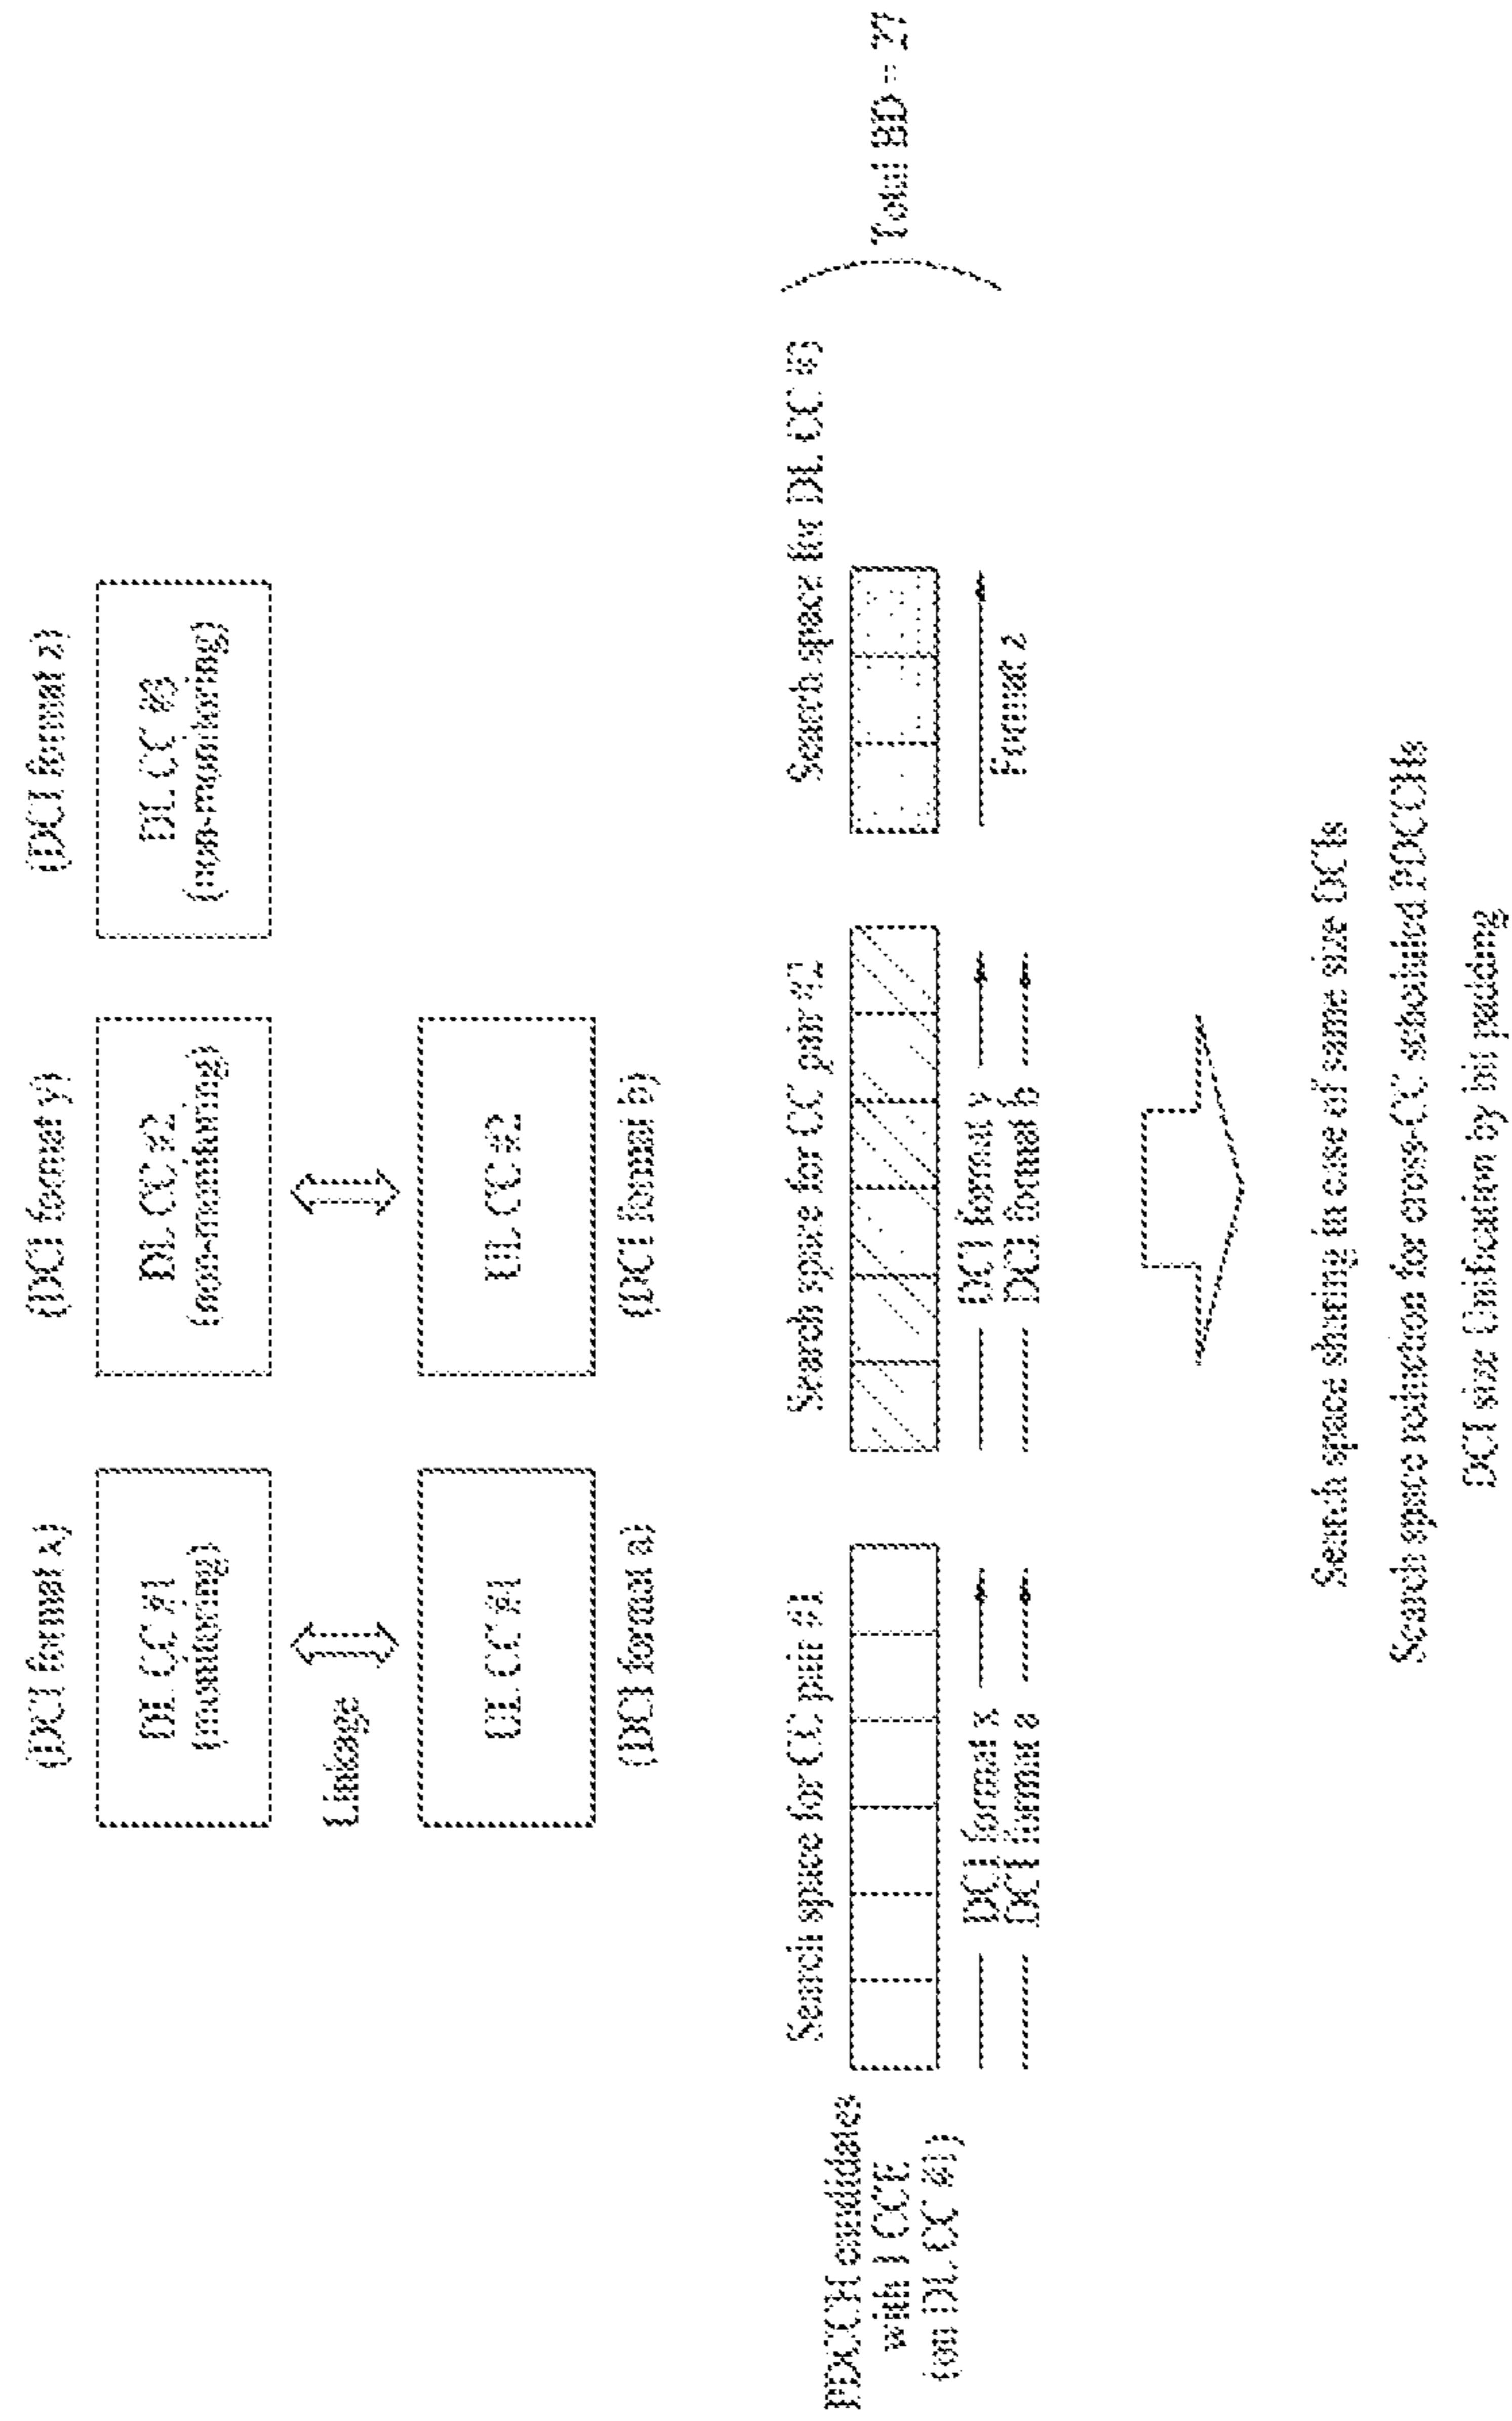 (DCI format x)
(DCI format y)
(DCI format z)
DL CC #1
(monitoring)
DL CC #2
(non-monitoring)
DL CC #3
(non-monitoring)
Linkage
UL CC #1
UL CC #2
(DCI format a)
(DCI format b)
Search space for CC pair #1
Search space for CC pair #2
Search space for DL CC #3
PDCCH candidates
with 1 CCE
(on DL CC #1)
Total BD = 27
DCI format x
DCI format a
DCI format y
DCI format b
Format z
Search space sharing in case of same size DCIs
Search space reduction for cross-CC scheduled PDCCHs
DCI size Unification by bit padding